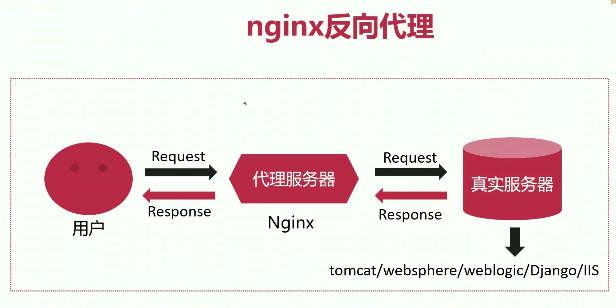 nginx反向代理
Request
Request
代理服务器
真实服务器
Response
Response
用户
Nginx
tomcat/websphere/weblogic/Django/IIS